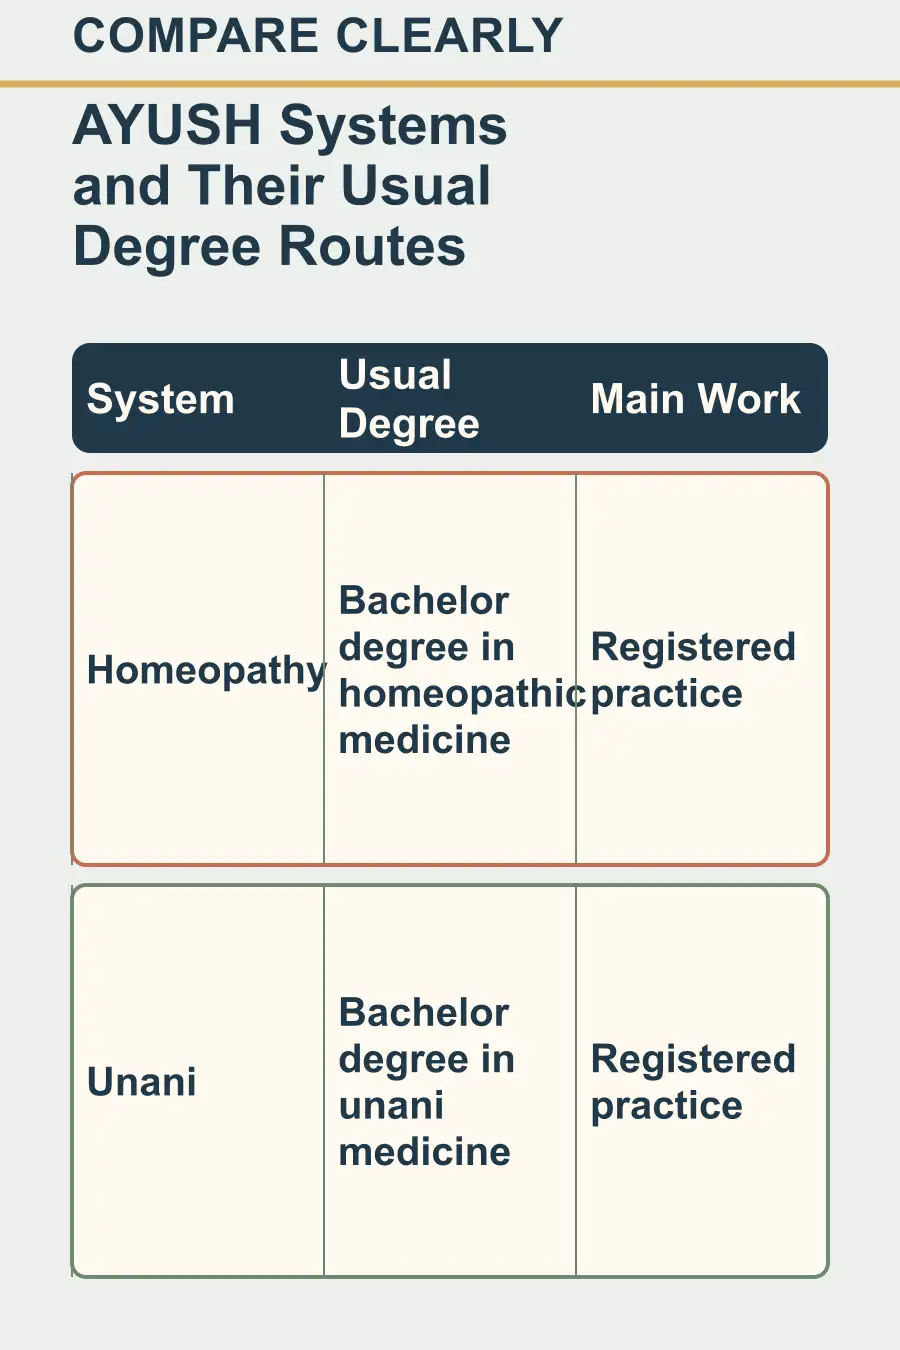 COMPARE CLEARLY
AYUSH Systems
and Their Usual
Degree Routes
System
Usual
Degree
Main Work
Homeopathy
Bachelor
degree in
homeopathic
medicine
Registered
practice
Unani
Bachelor
degree in
unani
medicine
Registered
practice